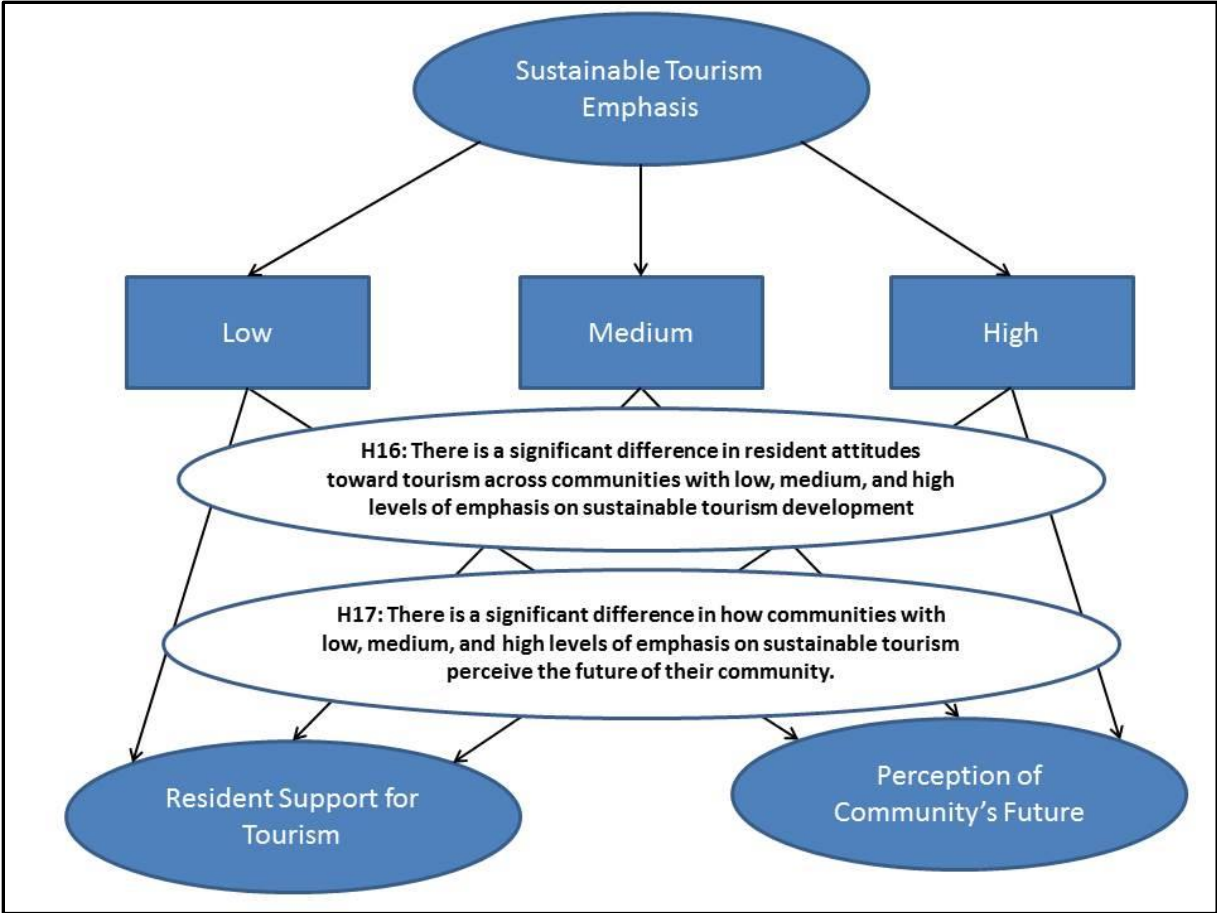 Sustainable Tourism
Emphasis
Low
Medium
High
H16: There is a significant difference in resident attitudes
toward tourism across communities with low, medium, and high
levels of emphasis on sustainable tourism development
H17: There is a significant difference in how communities with
low, medium, and high levels of emphasis on sustainable tourism
perceive the future of their community.
Resident Support for
Tourism
Perception of
Community’s Future